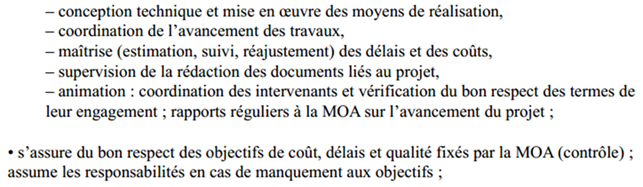 – conception technique et mise en œuvre des moyens de réalisation,
– coordination de l’avancement des travaux,
– maîtrise (estimation, suivi, réajustement) des délais et des coûts,
– supervision de la rédaction des documents liés au projet,
– animation : coordination des intervenants et vérification du bon respect des termes de
leur engagement ; rapports réguliers à la MOA sur l’avancement du projet ;
• s’assure du bon respect des objectifs de coût, délais et qualité fixés par la MOA (contrôle) ;
assume les responsabilités en cas de manquement aux objectifs ;